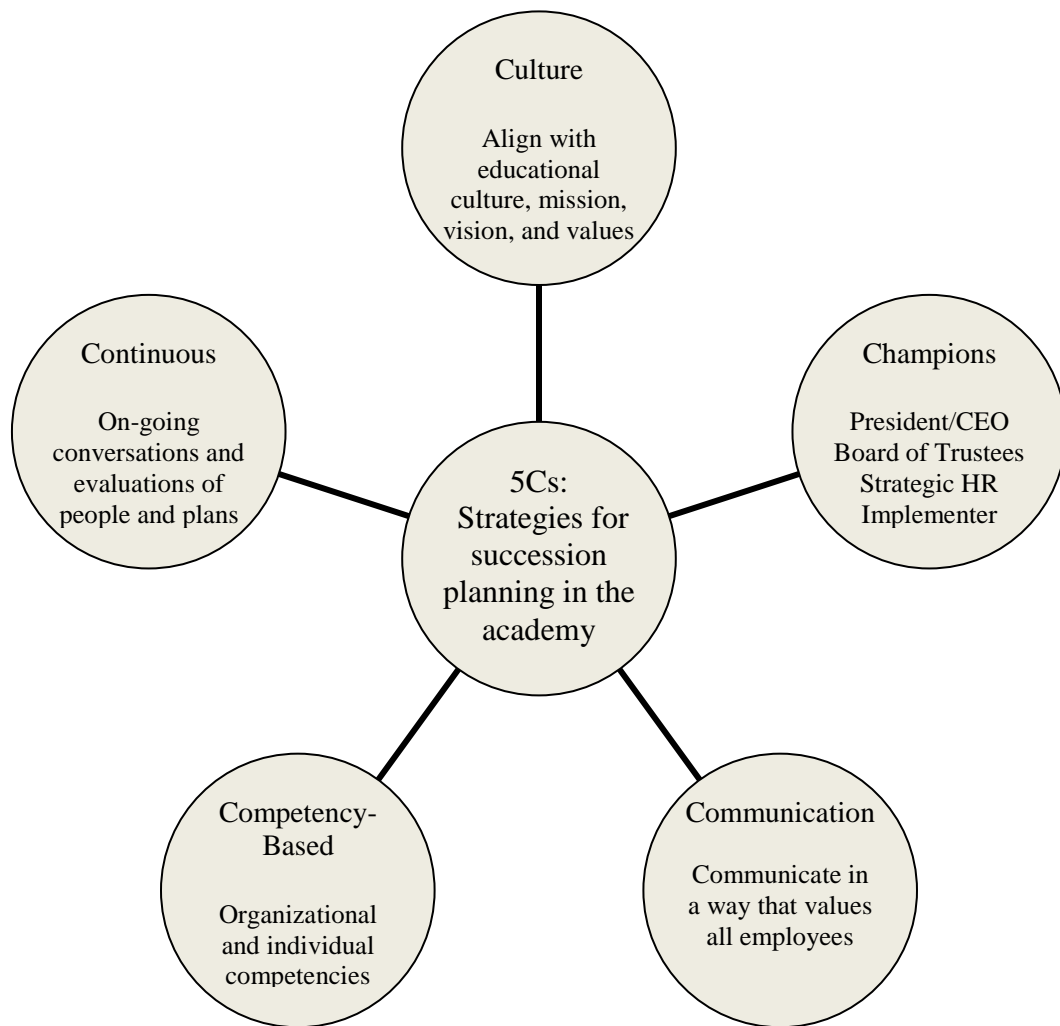 Culture
Align with
educational
culture, mission,
vision, and values
Continuous
On-going
conversations and
evaluations of
people and plans
Champions
President/CEO
Board of Trustees
Strategic HR
Implementer
5Cs:
Strategies for
succession
planning in the
academy
Competency-
Based
Organizational
and individual
competencies
Communication
Communicate in
a way that values
all employees